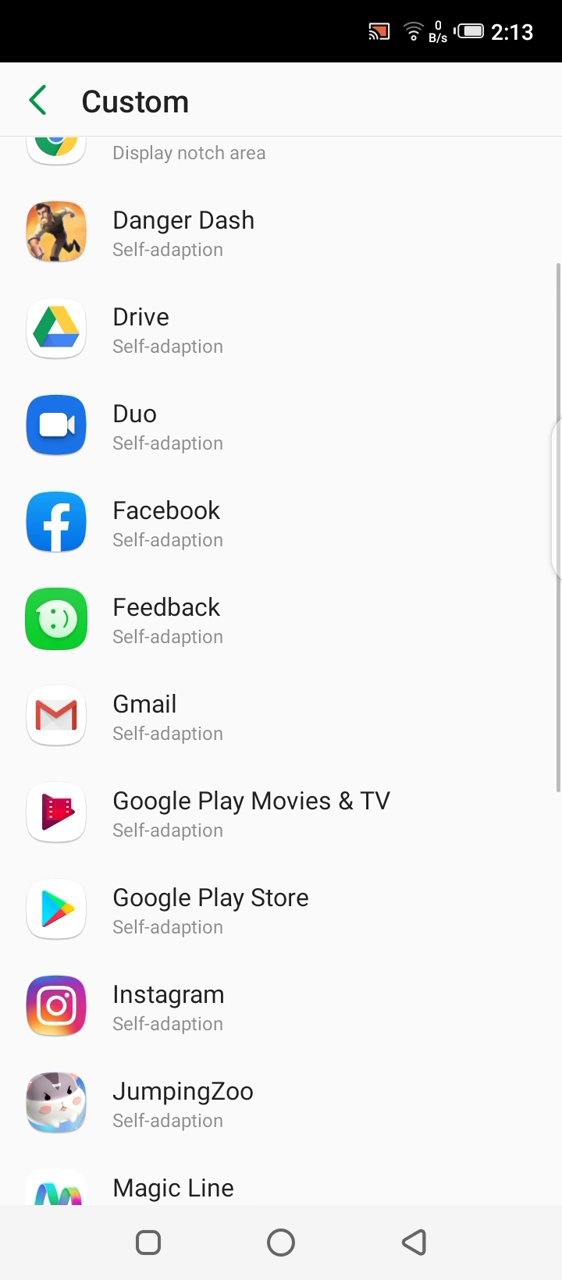 0
B/s
2:13
Custom
Display notch area
Danger Dash
Self-adaption
Drive
Self-adaption
Duo
Self-adaption
Facebook
Self-adaption
Feedback
Self-adaption
Gmail
Self-adaption
Google Play Movies & TV
Self-adaption
Google Play Store
Self-adaption
Instagram
Self-adaption
JumpingZoo
Self-adaption
Magic Line